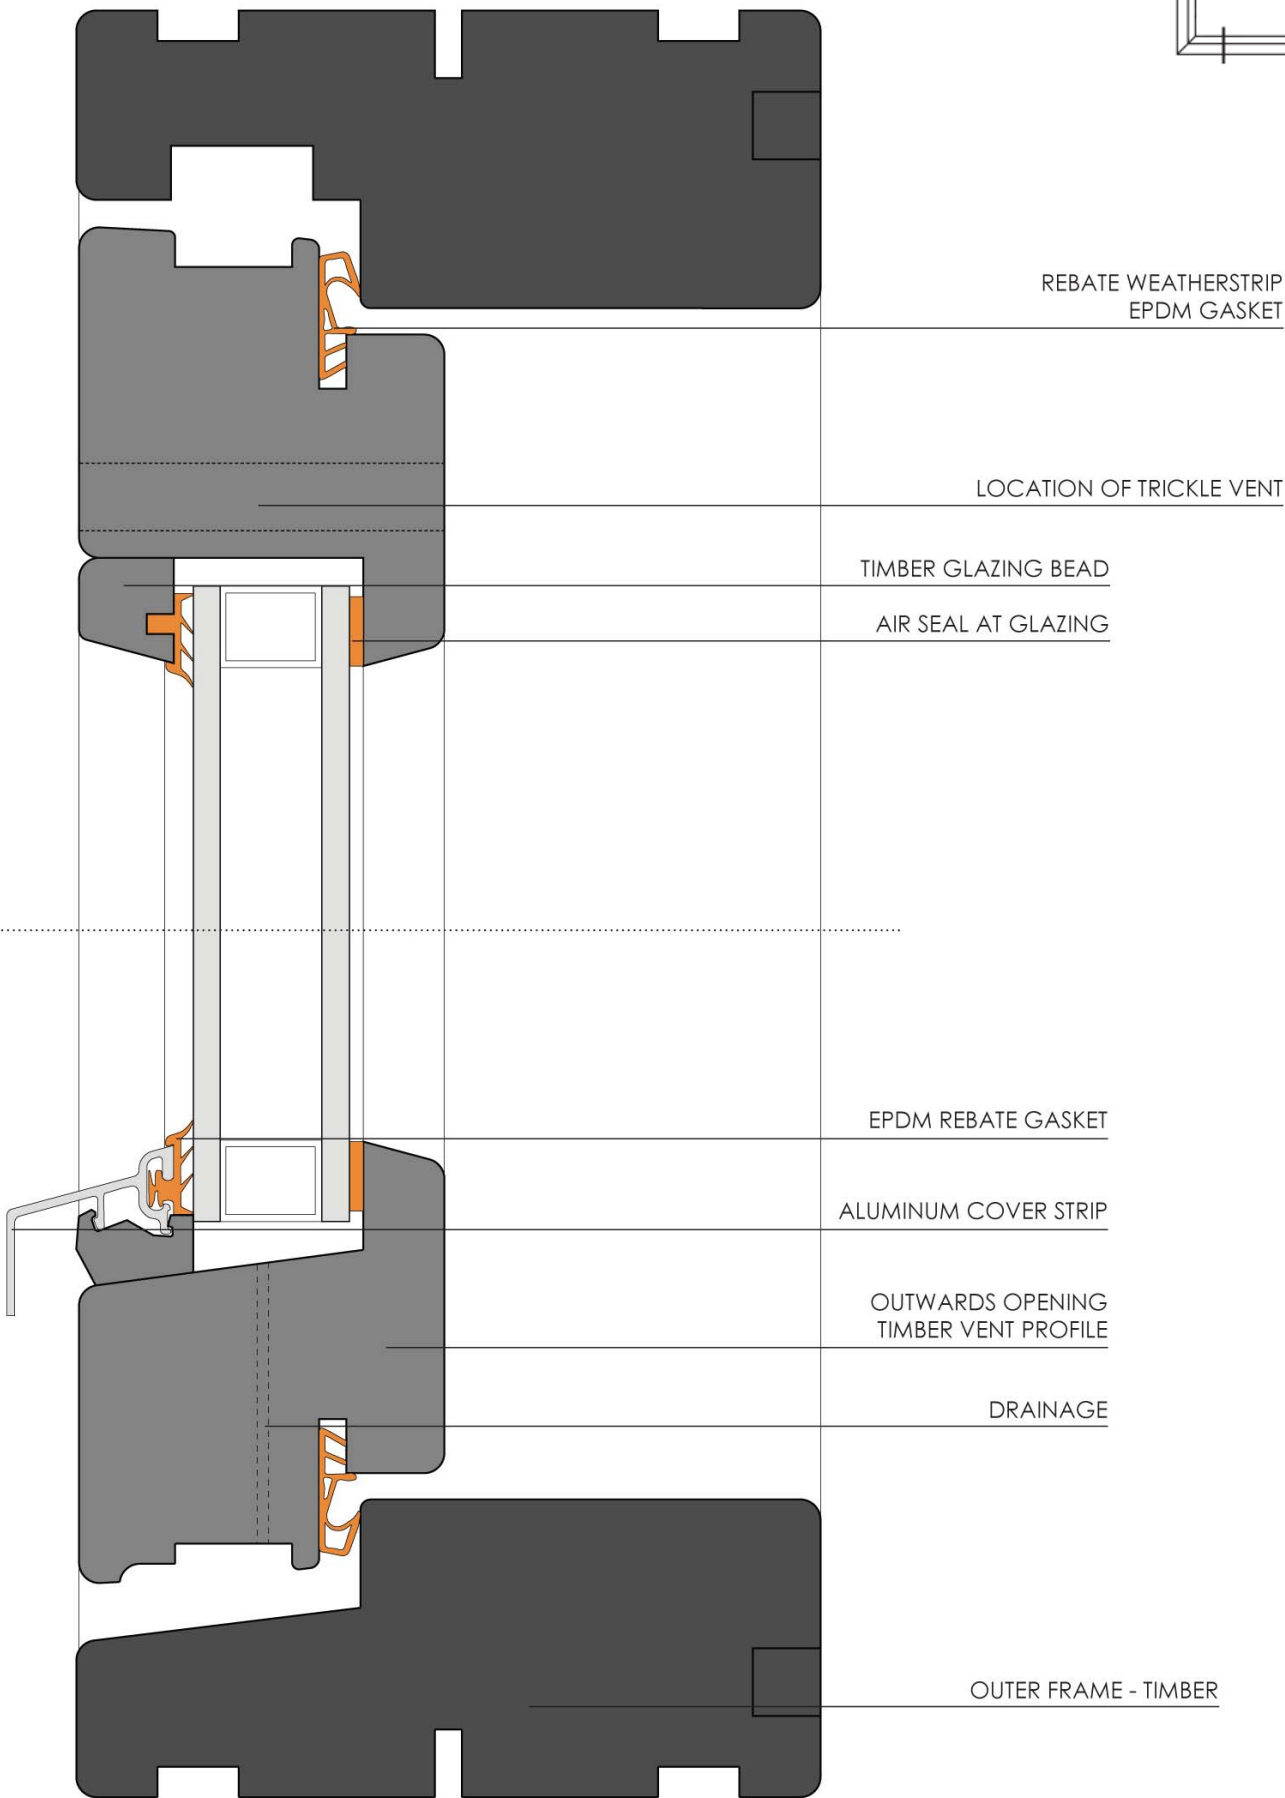 REBATE WEATHERSTRIP
EPDM GASKET
LOCATION OF TRICKLE VENT
TIMBER GLAZING BEAD
AIR SEAL AT GLAZING
EPDM REBATE GASKET
ALUMINUM COVER STRIP
OUTWARDS OPENING
TIMBER VENT PROFILE
DRAINAGE
OUTER FRAME - TIMBER